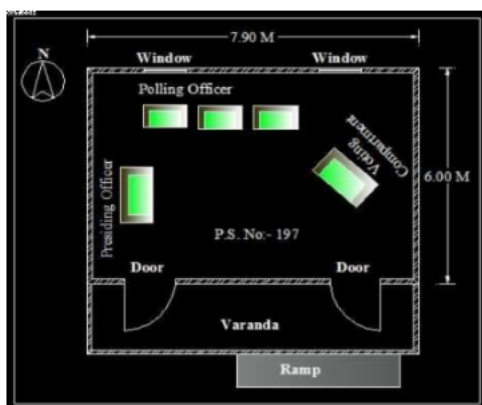 N
7.90 M
Window
Window
Polling Officer
Voting
Compartment
6.00 M
Presiding Officer
P.S. No:- 197
Door
Door
Varanda
Ramp